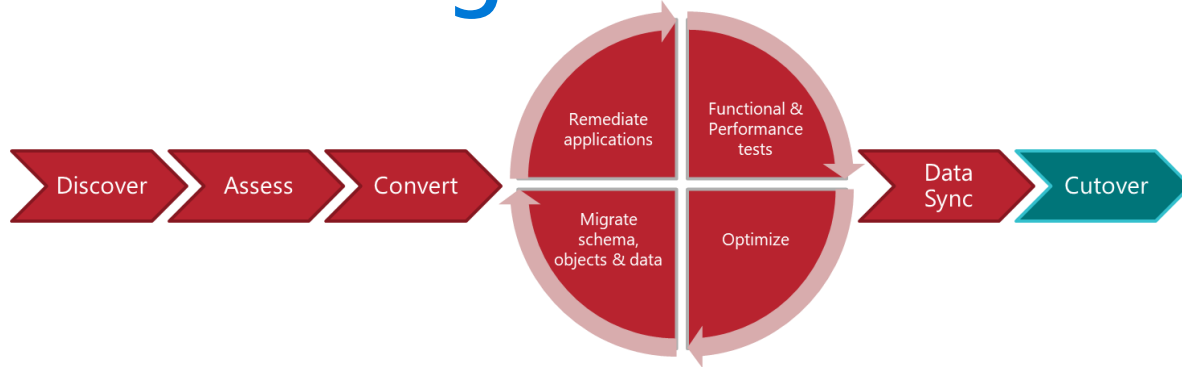 Discover
Assess
Convert
Remediate
applications
Functional &
Performance
tests
Migrate
schema,
objects & data
Optimize
Data
Sync
Cutover